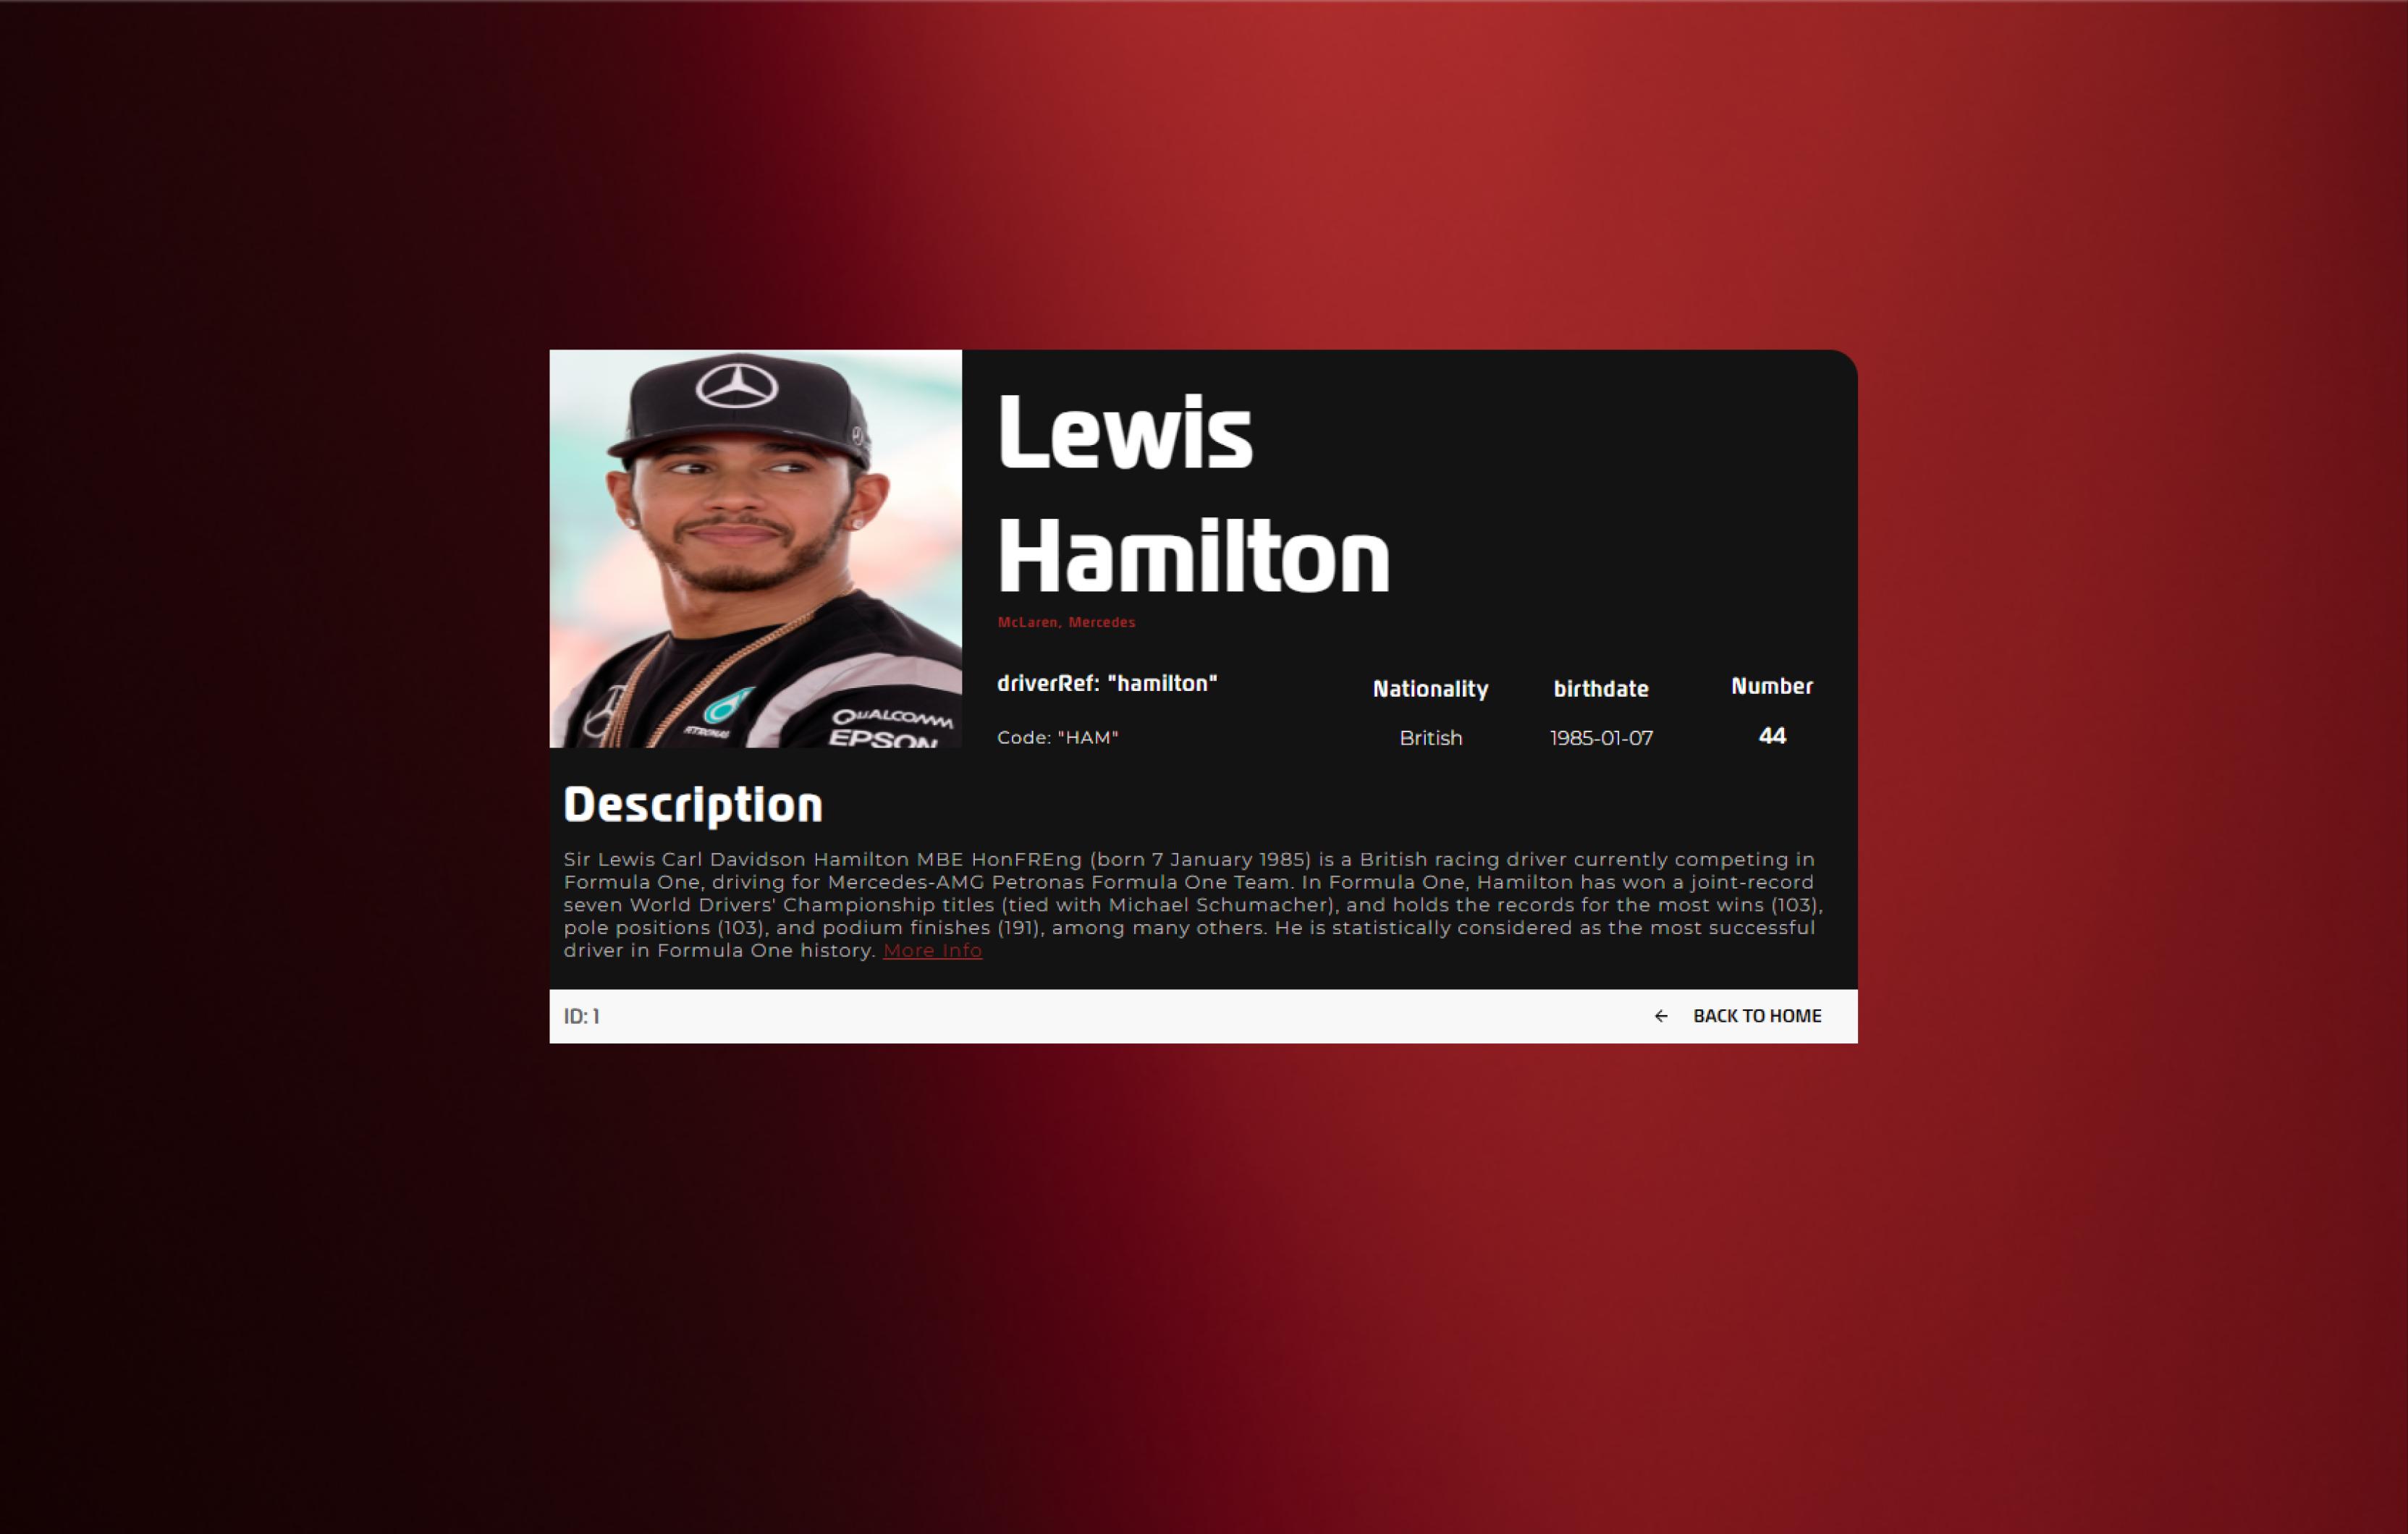 Lewis
Hamilton
McLaren, Mercedes
driverRef: "hamilton"
Code: "HAM"
Nationality
British
birthdate
1985-01-07
Number
44
PETRONAS
QUALCOMM
EPSON
Description
Sir Lewis Carl Davidson Hamilton MBE HonFREng (born 7 January 1985) is a British racing driver currently competing in
Formula One, driving for Mercedes-AMG Petronas Formula One Team. In Formula One, Hamilton has won a joint-record
seven World Drivers' Championship titles (tied with Michael Schumacher), and holds the records for the most wins (103),
pole positions (103), and podium finishes (191), among many others. He is statistically considered as the most successful
driver in Formula One history. More Info
ID: 1
← BACK TO HOME